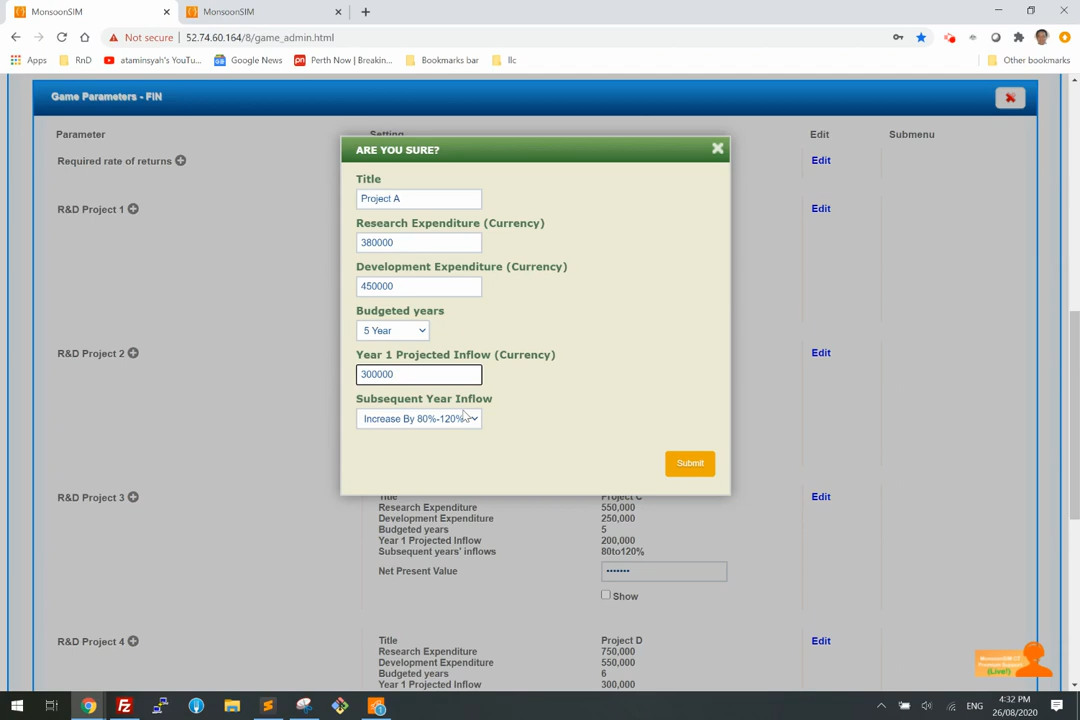 MonsoonSIM
MonsoonSIM
Not secure
52.74.60.164/8/game_admin.html
Apps
RnD
ataminsyah's YouTu...
Google News
Perth Now | Breakin...
Bookmarks bar
llc
Other bookmarks
Game Parameters - FIN
Parameter
Setting
Edit
Submenu
Required rate of returns
Edit
R&D Project 1
Edit
R&D Project 2
Edit
ARE YOU SURE?
Title
Project A
Research Expenditure (Currency)
380000
Development Expenditure (Currency)
450000
Budgeted years
5 Year
Year 1 Projected Inflow (Currency)
300000
Subsequent Year Inflow
Increase By 80%-120%
Submit
R&D Project 3
Title Project C
Edit
Research Expenditure 550,000
Development Expenditure 250,000
Budgeted years 5
Year 1 Projected Inflow 200,000
Subsequent years' inflows 80to120%
Net Present Value
Show
R&D Project 4
Title Project D
Edit
Research Expenditure 750,000
Development Expenditure 550,000
Budgeted years 6
Year 1 Projected Inflow 300,000
(Live!)
ENG
4:32 PM
26/08/2020